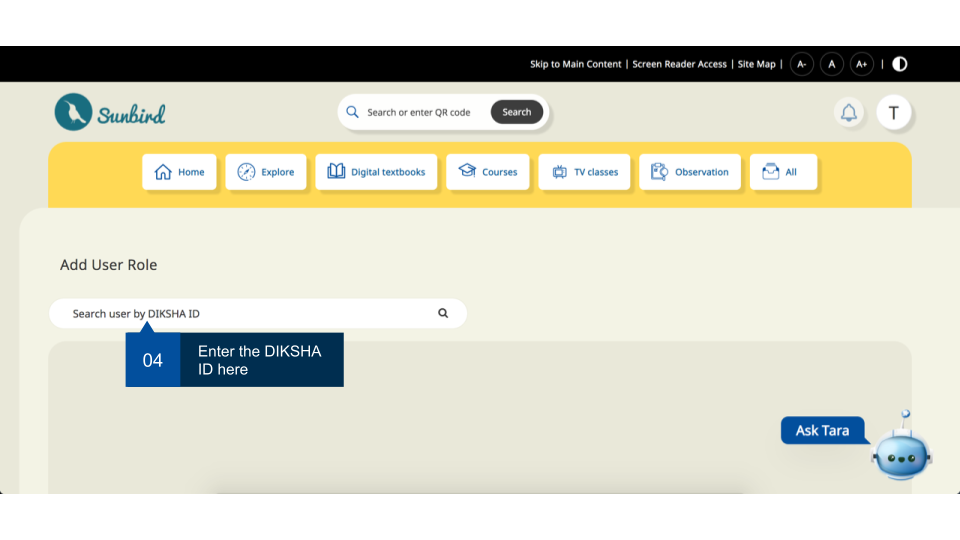 Skip to Main Content | Screen Reader Access | Site Map | A- A A+ |
Sunbird
Search or enter QR code Search T
Home Explore Digital textbooks Courses TV classes Observation All
Add User Role
Search user by DIKSHA ID
04 Enter the DIKSHA
ID here
Ask Tara